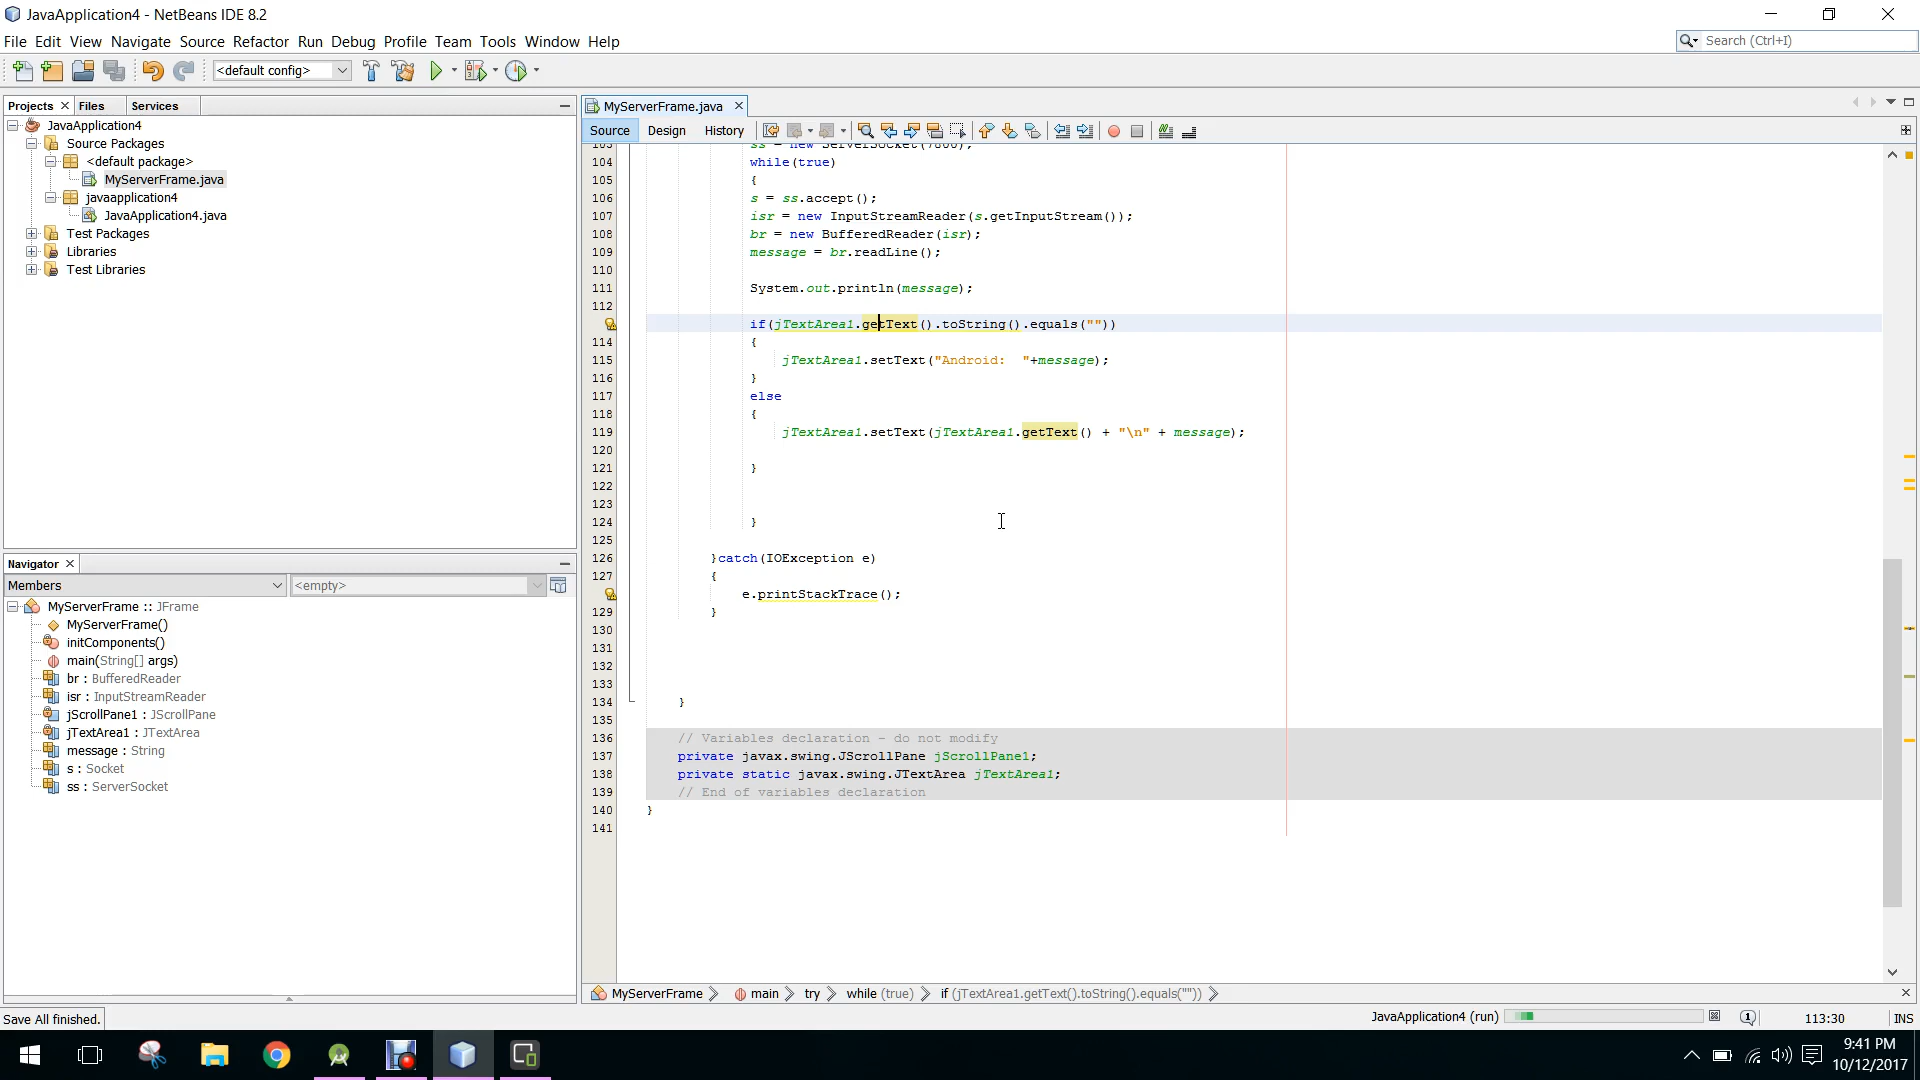 JavaApplication4 - NetBeans IDE 8.2
File Edit View Navigate Source Refactor Run Debug Profile Team Tools Window Help
Search (Ctrl+I)
<default config>
Projects Files Services
JavaApplication4
Source Packages
<default package>
MyServerFrame.java
javaapplication4
JavaApplication4.java
Test Packages
Libraries
Test Libraries
Navigator
Members <empty>
MyServerFrame :: JFrame
MyServerFrame()
initComponents()
main(String[] args)
br : BufferedReader
isr : InputStreamReader
jScrollPane1 : JScrollPane
jTextArea1 : JTextArea
message : String
s : Socket
ss : ServerSocket
MyServerFrame.java
Source Design History
103 ss = new ServerSocket(7800);
104 while(true)
105 {
106 s = ss.accept();
107 isr = new InputStreamReader(s.getInputStream());
108 br = new BufferedReader(isr);
109 message = br.readLine();
110
111 System.out.println(message);
112
if(jTextArea1.getText().toString().equals(""))
114 {
115 jTextArea1.setText("Android:  "+message);
116 }
117 else
118 {
119 jTextArea1.setText(jTextArea1.getText() + "\n" + message);
120
121 }
122
123
124 }
125
126 }catch(IOException e)
127 {
e.printStackTrace();
129 }
130
131
132
133
134 }
135
136 // Variables declaration - do not modify
137 private javax.swing.JScrollPane jScrollPane1;
138 private static javax.swing.JTextArea jTextArea1;
139 // End of variables declaration
140 }
141
MyServerFrame main try while (true) if (jTextArea1.getText().toString().equals(""))
Save All finished.
JavaApplication4 (run) 1 113:30 INS
9:41 PM
10/12/2017